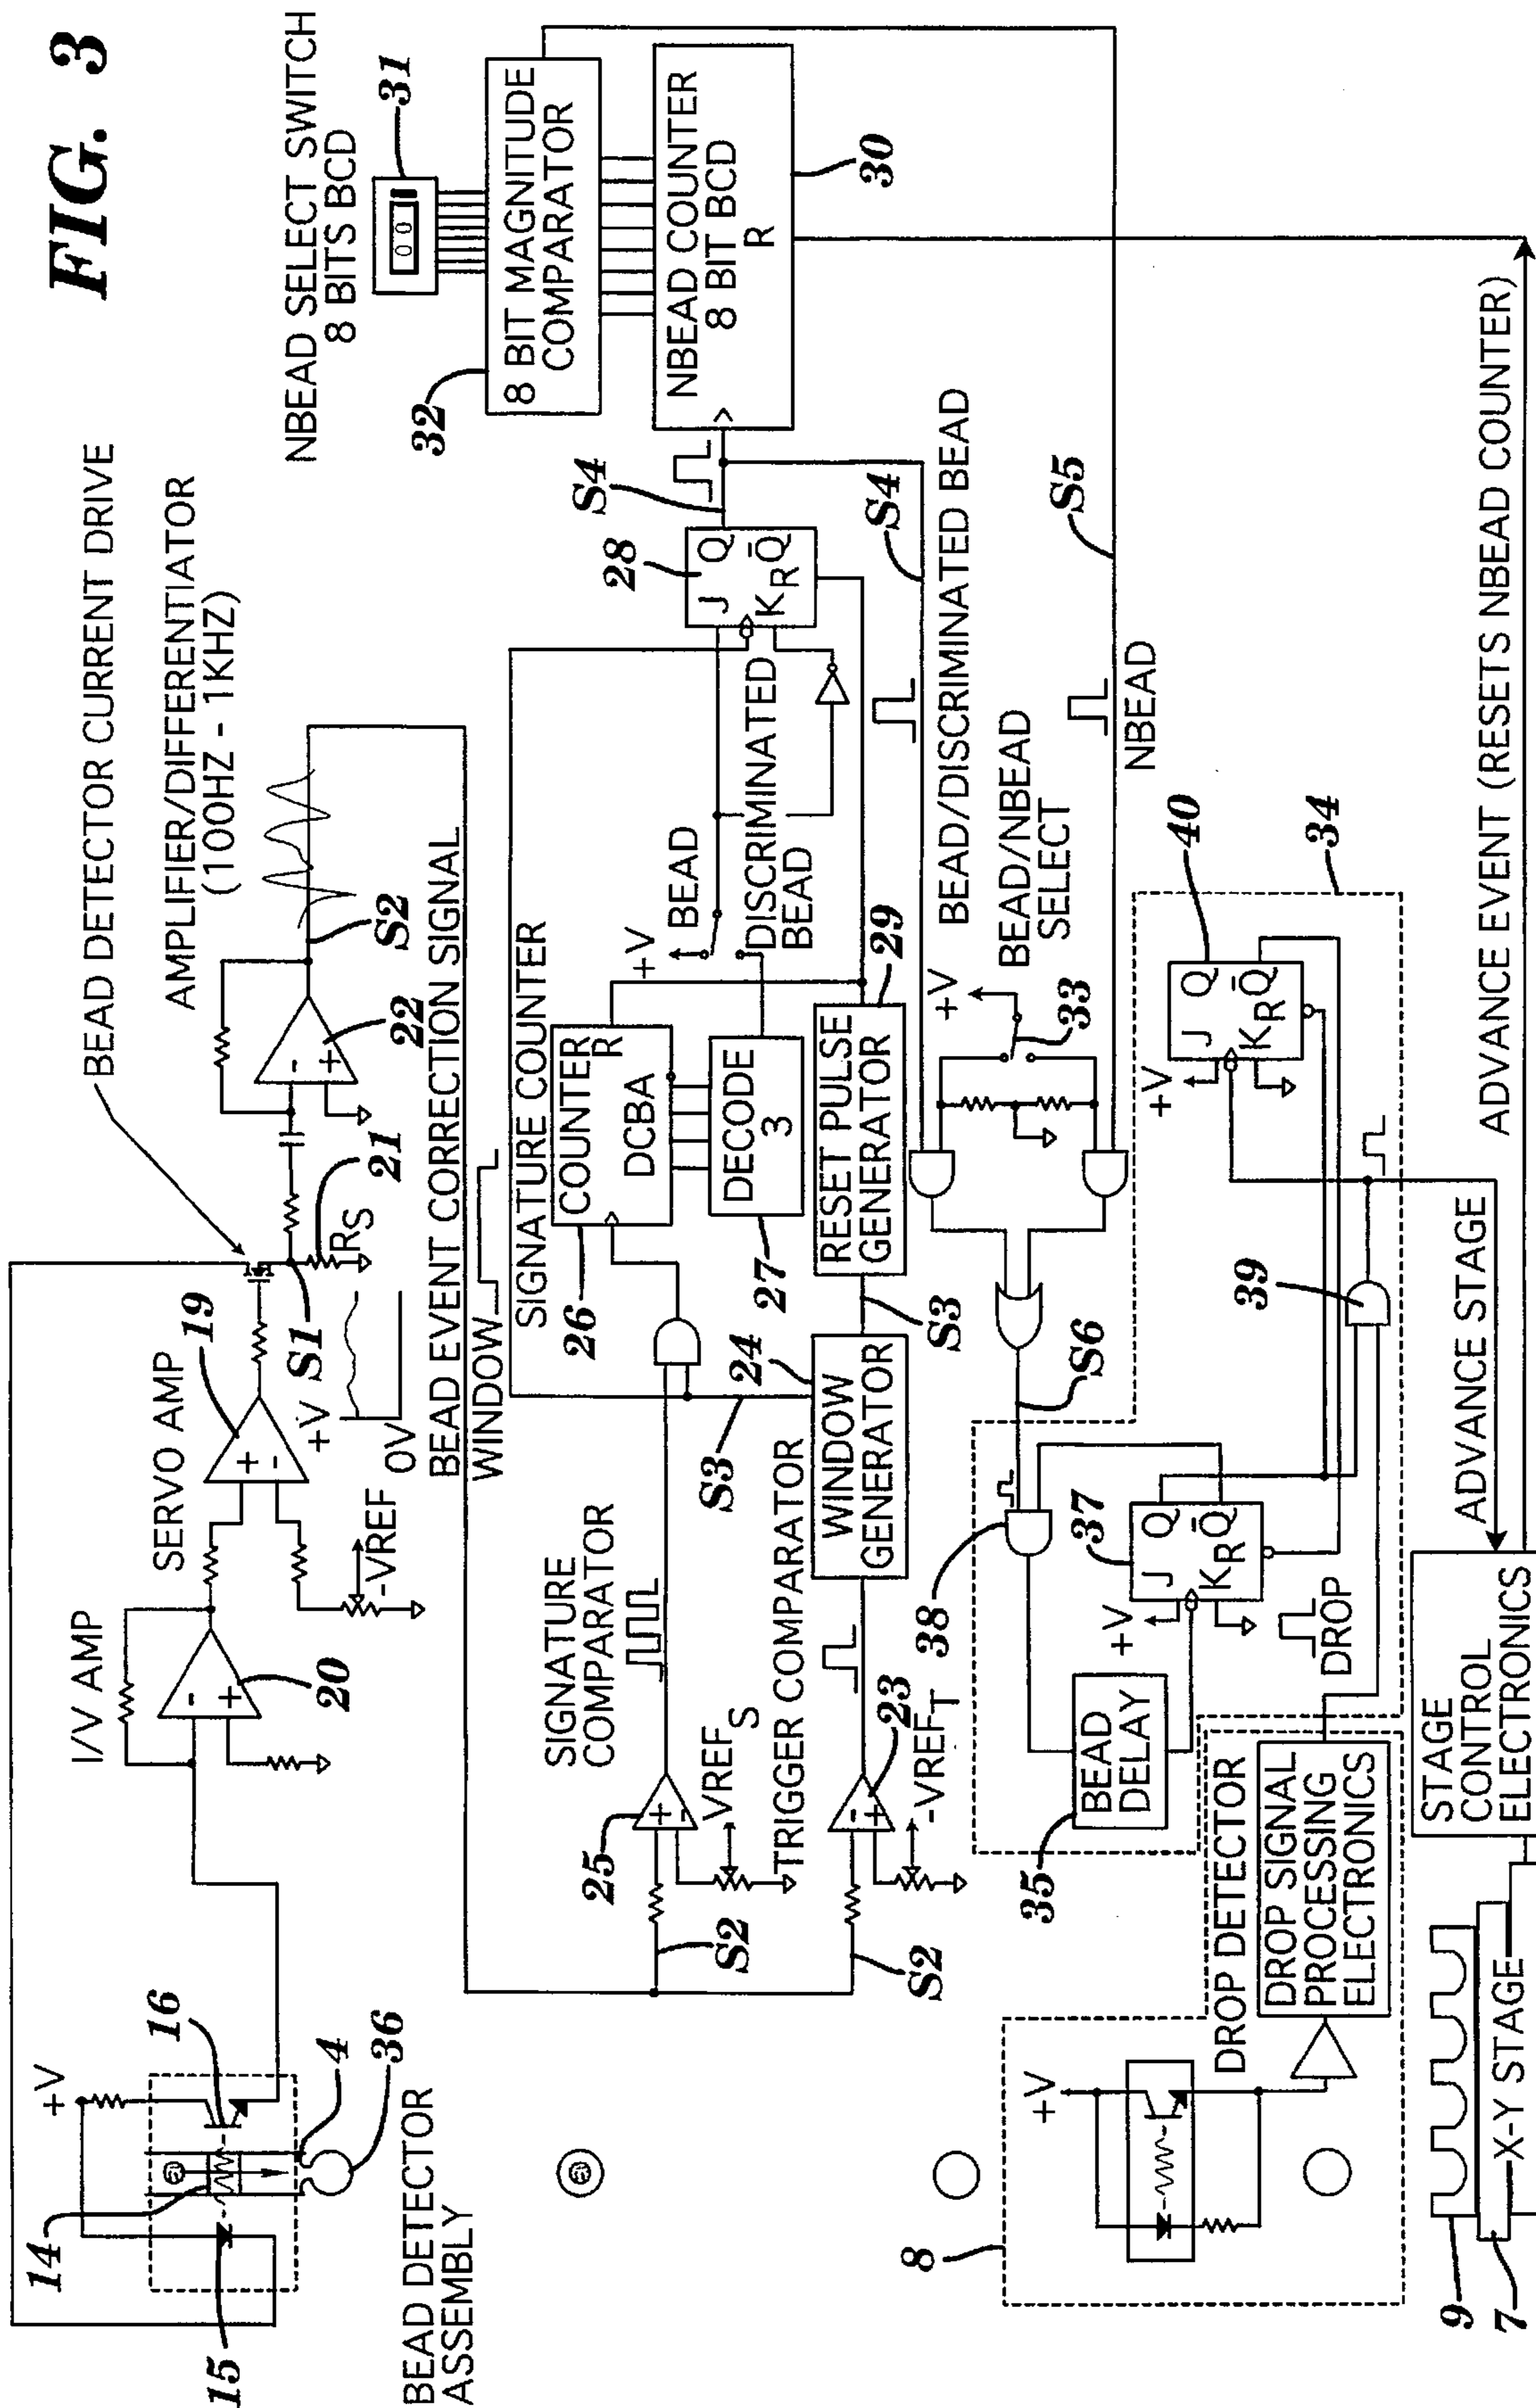 FIG. 3
BEAD DETECTOR CURRENT DRIVE
AMPLIFIER/DIFFERENTIATOR
(100HZ - 1KHZ)
NBEAD SELECT SWITCH
8 BITS BCD
31
00
32
8 BIT MAGNITUDE
COMPARATOR
NBEAD COUNTER
8 BIT BCD
R
30
BEAD DETECTOR
ASSEMBLY
+V
14
15
16
4
36
I/V AMP
-
+
20
SERVO AMP
+
-
19
-VREF
S1
+V
0V
RS
21
-
+
22
S2
BEAD EVENT CORRECTION SIGNAL
WINDOW
SIGNATURE COUNTER
COUNTER
R
DCBA
26
DECODE
3
27
+V
BEAD
DISCRIMINATED
BEAD
DISCRIMINATED
BEAD
28
J
Q
K
R
Q̄
S4
S4
BEAD/DISCRIMINATED BEAD
SIGNATURE
COMPARATOR
25
+
-
VREF S
S2
S3
TRIGGER COMPARATOR
-
+
23
-VREF T
S2
WINDOW
GENERATOR
24
S3
RESET PULSE
GENERATOR
29
+V
33
BEAD/NBEAD
SELECT
NBEAD
S5
S6
38
37
+V
J
Q
K
R
Q̄
BEAD
DELAY
35
39
40
+V
J
Q
K
R
Q̄
34
DROP
8
+V
DROP DETECTOR
DROP SIGNAL
PROCESSING
ELECTRONICS
9
7
X-Y STAGE
STAGE
CONTROL
ELECTRONICS
ADVANCE STAGE
ADVANCE EVENT (RESETS NBEAD COUNTER)